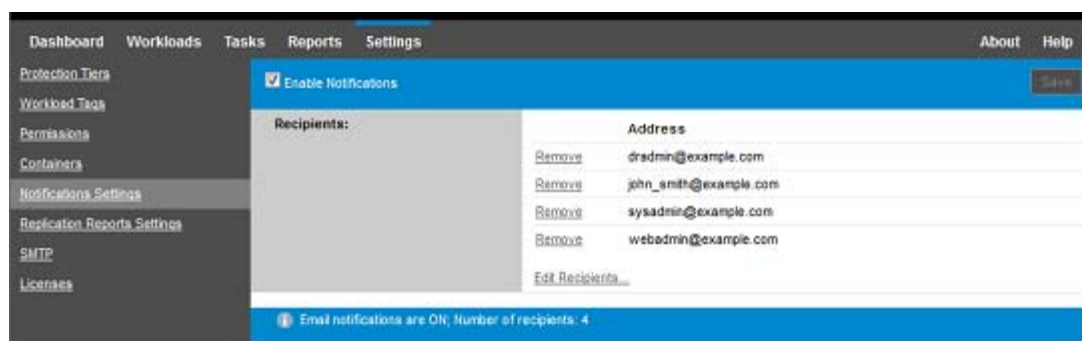 Dashboard Workloads Tasks Reports Settings About Help
Protection Tiers
Workload Tags
Permissions
Containers
Notifications Settings
Replication Reports Settings
SMTP
Licenses
Enable Notifications Save
Recipients:
Address
Remove dradmin@example.com
Remove john_smith@example.com
Remove sysadmin@example.com
Remove webadmin@example.com
Edit Recipients...
Email notifications are ON; Number of recipients: 4